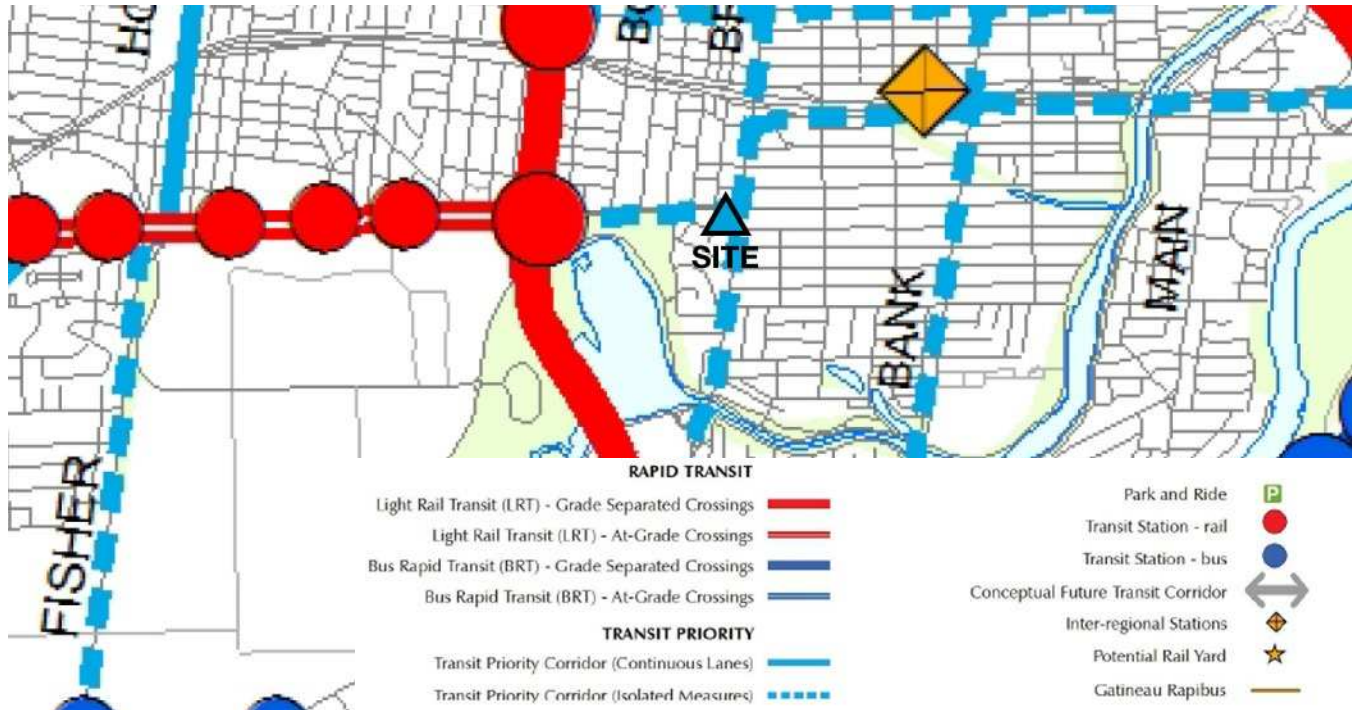 HO
BO
BR
SITE
MAIN
BANK
FISHER
RAPID TRANSIT
Light Rail Transit (LRT) - Grade Separated Crossings
Light Rail Transit (LRT) - At-Grade Crossings
Bus Rapid Transit (BRT) - Grade Separated Crossings
Bus Rapid Transit (BRT) - At-Grade Crossings
TRANSIT PRIORITY
Transit Priority Corridor (Continuous Lanes)
Transit Priority Corridor (Isolated Measures)
Park and Ride P
Transit Station - rail
Transit Station - bus
Conceptual Future Transit Corridor
Inter-regional Stations
Potential Rail Yard
Gatineau Rapibus